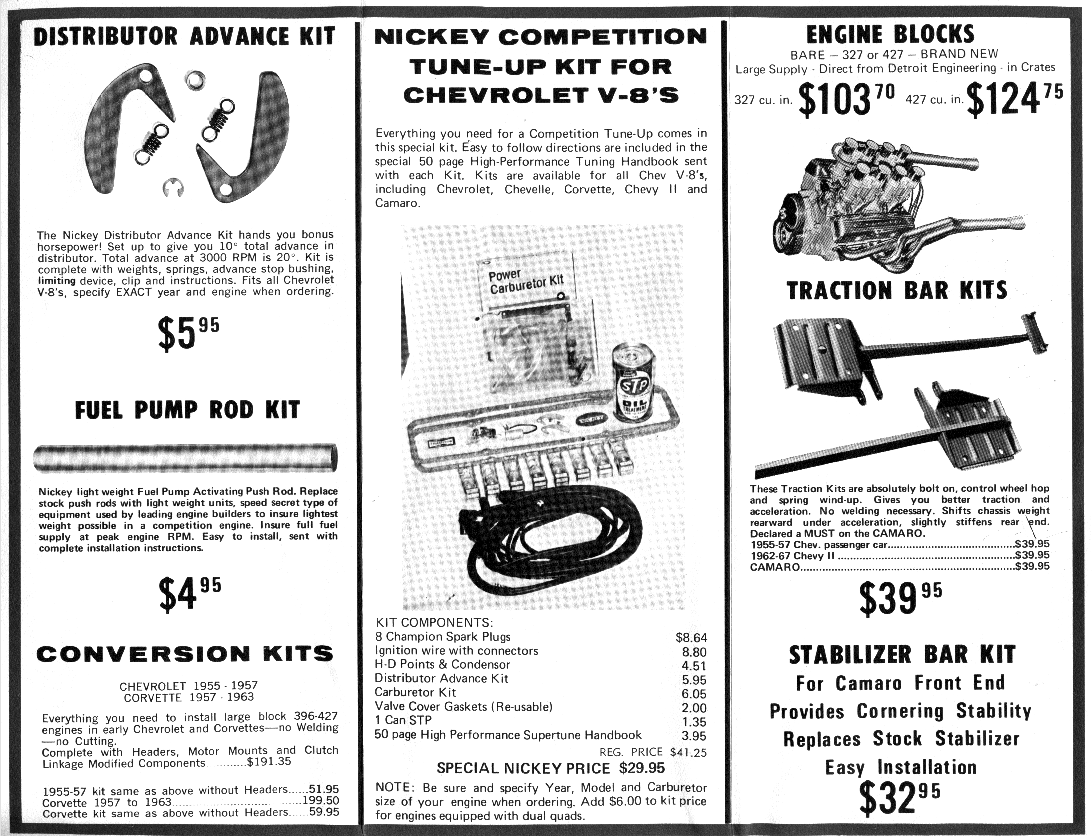 DISTRIBUTOR ADVANCE KIT
The Nickey Distributor Advance Kit hands you bonus
horsepower! Set up to give you 10° total advance in
distributor. Total advance at 3000 RPM is 20°. Kit is
complete with weights, springs, advance stop bushing,
limiting device, clip and instructions. Fits all Chevrolet
V-8's, specify EXACT year and engine when ordering.
$5 95
FUEL PUMP ROD KIT
Nickey light weight Fuel Pump Activating Push Rod. Replace
stock push rods with light weight units, speed secret type of
equipment used by leading engine builders to insure lightest
weight possible in a competition engine. Insure full fuel
supply at peak engine RPM. Easy to install, sent with
complete installation instructions.
$4 95
CONVERSION KITS
CHEVROLET 1955 - 1957
CORVETTE 1957 - 1963
Everything you need to install large block 396-427
engines in early Chevrolet and Corvettes—no Welding
—no Cutting.
Complete with Headers, Motor Mounts and Clutch
Linkage Modified Components .........$191.35
1955-57 kit same as above without Headers......51.95
Corvette 1957 to 1963...... ...... 199.50
Corvette kit same as above without Headers..... 59.95
NICKEY COMPETITION
TUNE-UP KIT FOR
CHEVROLET V-8'S
Everything you need for a Competition Tune-Up comes in
this special kit. Easy to follow directions are included in the
special 50 page High-Performance Tuning Handbook sent
with each Kit. Kits are available for all Chev V-8's,
including Chevrolet, Chevelle, Corvette, Chevy II and
Camaro.
Power
Carburetor Kit
STP
OIL
TREATMENT
KIT COMPONENTS:
8 Champion Spark Plugs $8.64
Ignition wire with connectors 8.80
H-D Points & Condensor 4.51
Distributor Advance Kit 5.95
Carburetor Kit 6.05
Valve Cover Gaskets (Re-usable) 2.00
1 Can STP 1.35
50 page High Performance Supertune Handbook 3.95
REG. PRICE $41.25
SPECIAL NICKEY PRICE $29.95
NOTE: Be sure and specify Year, Model and Carburetor
size of your engine when ordering. Add $6.00 to kit price
for engines equipped with dual quads.
ENGINE BLOCKS
BARE – 327 or 427 – BRAND NEW
Large Supply - Direct from Detroit Engineering - in Crates
327 cu. in. $103 70 427 cu. in. $124 75
TRACTION BAR KITS
These Traction Kits are absolutely bolt on, control wheel hop
and spring wind-up. Gives you better traction and
acceleration. No welding necessary. Shifts chassis weight
rearward under acceleration, slightly stiffens rear end.
Declared a MUST on the CAMARO.
1955-57 Chev. passenger car..........$39.95
1962-67 Chevy II ..........$39.95
CAMARO..........$39.95
$39 95
STABILIZER BAR KIT
For Camaro Front End
Provides Cornering Stability
Replaces Stock Stabilizer
Easy Installation
$32 95